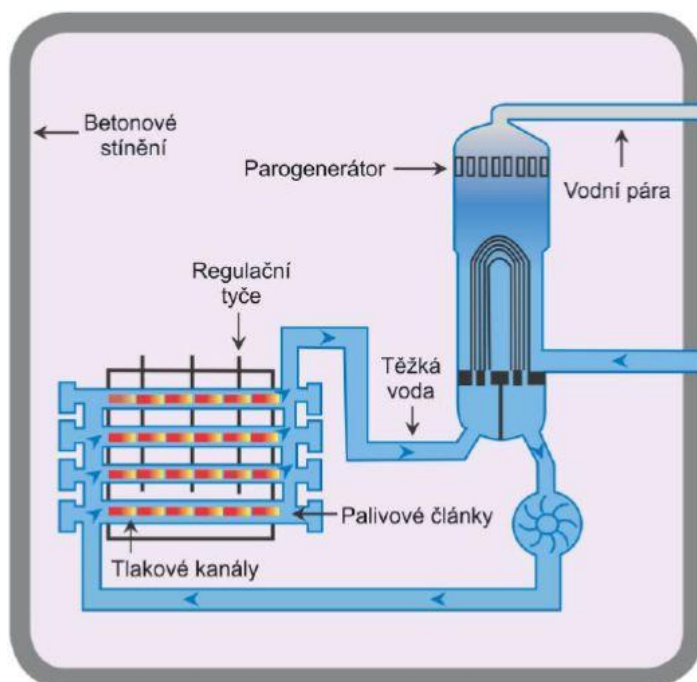 Betonové
stínění
Parogenerátor
Vodní pára
Regulační
tyče
Těžká
voda
Palivové články
Tlakové kanály